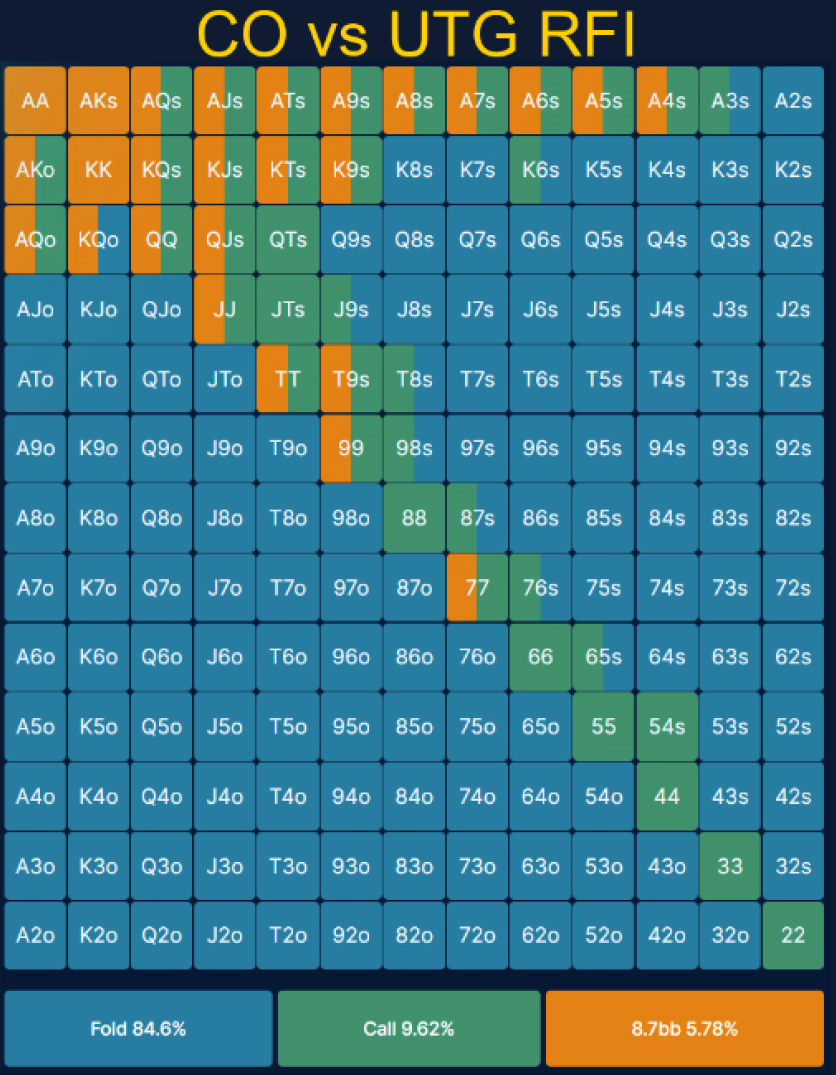 CO vs UTG RFI
AA AKs AQs AJs ATs A9s A8s A7s A6s A5s A4s A3s A2s
AKo KK KQs KJs KTs K9s K8s K7s K6s K5s K4s K3s K2s
AQo KQo QQ QJs QTs Q9s Q8s Q7s Q6s Q5s Q4s Q3s Q2s
AJo KJo QJo JJ JTs J9s J8s J7s J6s J5s J4s J3s J2s
ATo KTo QTo JTo TT T9s T8s T7s T6s T5s T4s T3s T2s
A9o K9o Q9o J9o T9o 99 98s 97s 96s 95s 94s 93s 92s
A8o K8o Q8o J8o T8o 98o 88 87s 86s 85s 84s 83s 82s
A7o K7o Q7o J7o T7o 97o 87o 77 76s 75s 74s 73s 72s
A6o K6o Q6o J6o T6o 96o 86o 76o 66 65s 64s 63s 62s
A5o K5o Q5o J5o T5o 95o 85o 75o 65o 55 54s 53s 52s
A4o K4o Q4o J4o T4o 94o 84o 74o 64o 54o 44 43s 42s
A3o K3o Q3o J3o T3o 93o 83o 73o 63o 53o 43o 33 32s
A2o K2o Q2o J2o T2o 92o 82o 72o 62o 52o 42o 32o 22
Fold 84.6% Call 9.62% 8.7bb 5.78%